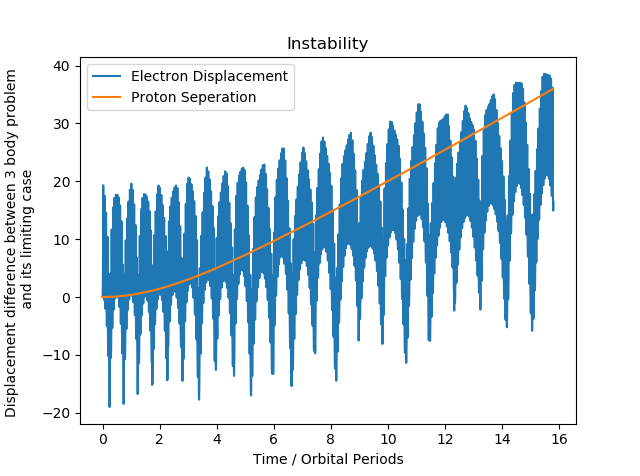 Instability
Electron Displacement
Proton Seperation
Displacement difference between 3 body problem
and its limiting case
40
30
20
10
0
−10
−20
0 2 4 6 8 10 12 14 16
Time / Orbital Periods